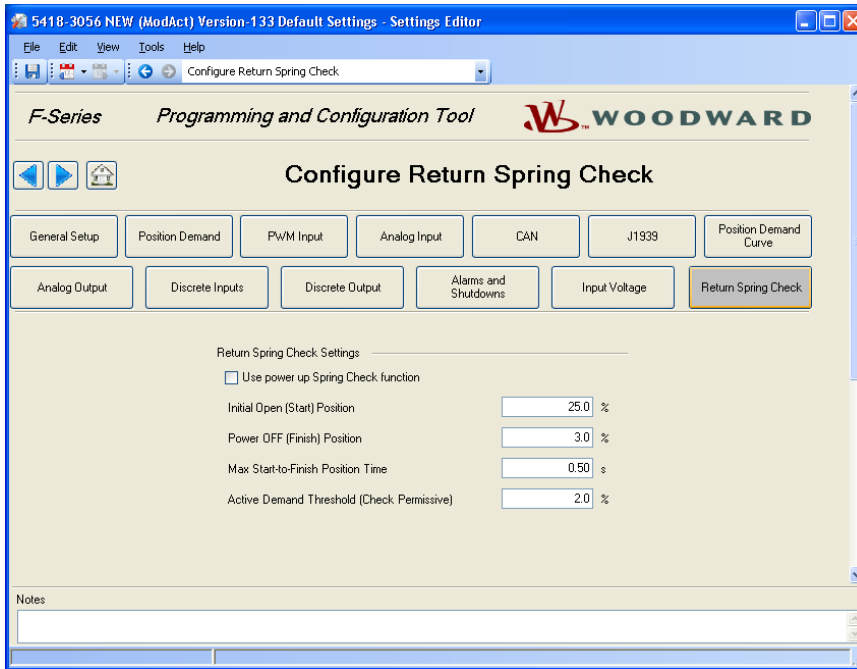 5418-3056 NEW (ModAct) Version-133 Default Settings - Settings Editor
File Edit View Tools Help
Configure Return Spring Check
F-Series Programming and Configuration Tool WOODWARD
Configure Return Spring Check
General Setup Position Demand PWM Input Analog Input CAN J1939 Position Demand Curve
Analog Output Discrete Inputs Discrete Output Alarms and Shutdowns Input Voltage Return Spring Check
Return Spring Check Settings
Use power up Spring Check function
Initial Open (Start) Position 25.0 %
Power OFF (Finish) Position 3.0 %
Max Start-to-Finish Position Time 0.50 s
Active Demand Threshold (Check Permissive) 2.0 %
Notes